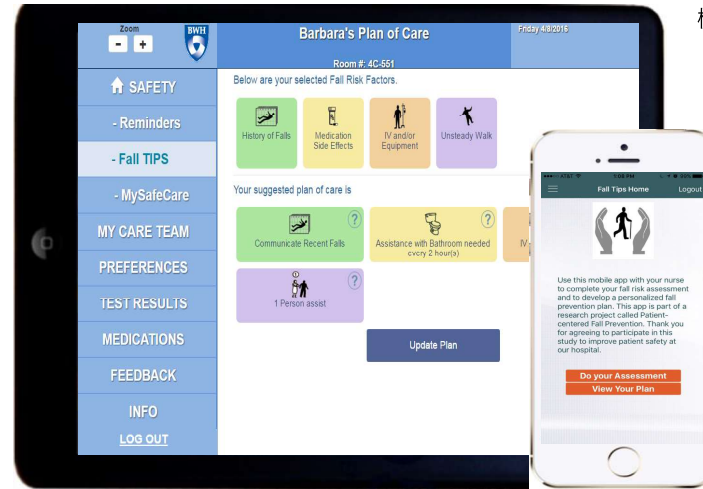 Zoom
- +
BWH
Barbara's Plan of Care
Room #: 4C-551
Friday 4/8/2016
SAFETY
- Reminders
- Fall TIPS
- MySafeCare
MY CARE TEAM
PREFERENCES
TEST RESULTS
MEDICATIONS
FEEDBACK
INFO
LOG OUT
Below are your selected Fall Risk Factors.
History of Falls
Medication
Side Effects
IV and/or
Equipment
Unsteady Walk
Your suggested plan of care is
?
Communicate Recent Falls
?
Assistance with Bathroom needed
every 2 hour(s)
IV
?
1 Person assist
Update Plan
AT&T
1:08 PM
Fall Tips Home
Logout
Use this mobile app with your nurse
to complete your fall risk assessment
and to develop a personalized fall
prevention plan. This app is part of a
research project called Patient-
centered Fall Prevention. Thank you
for agreeing to participate in this
study to improve patient safety at
our hospital.
Do your Assessment
View Your Plan